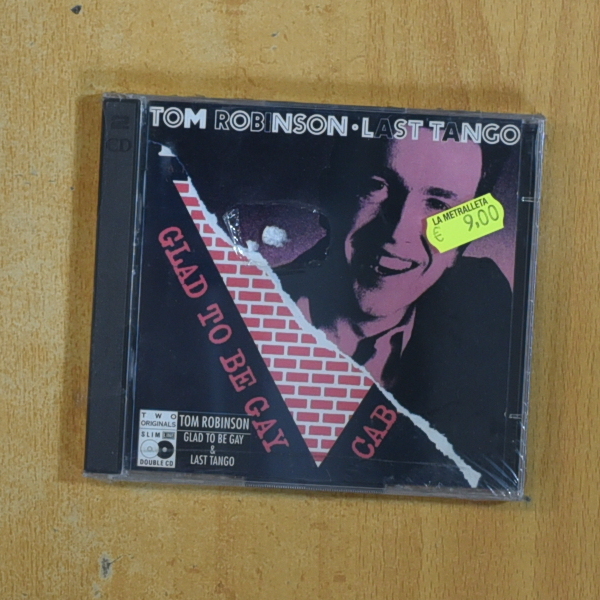 TOM ROBINSON • LAST TANGO
LA METRALLETA
€ 9,00
GLAD TO BE GAY
CAB
TWO
ORIGINALS
SLIM
DOUBLE CD
TOM ROBINSON
GLAD TO BE GAY
&
LAST TANGO
CD